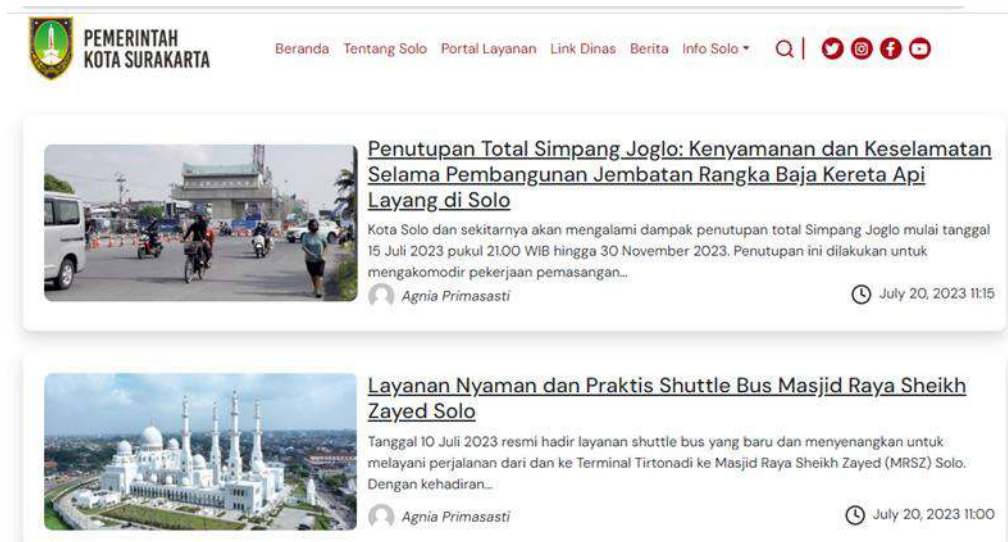 PEMERINTAH
KOTA SURAKARTA
Beranda Tentang Solo Portal Layanan Link Dinas Berita Info Solo
Penutupan Total Simpang Joglo: Kenyamanan dan Keselamatan
Selama Pembangunan Jembatan Rangka Baja Kereta Api
Layang di Solo
Kota Solo dan sekitarnya akan mengalami dampak penutupan total Simpang Joglo mulai tanggal
15 Juli 2023 pukul 21.00 WIB hingga 30 November 2023. Penutupan ini dilakukan untuk
mengakomodir pekerjaan pemasangan...
Agnia Primasasti
July 20, 2023 11:15
Layanan Nyaman dan Praktis Shuttle Bus Masjid Raya Sheikh
Zayed Solo
Tanggal 10 Juli 2023 resmi hadir layanan shuttle bus yang baru dan menyenangkan untuk
melayani perjalanan dari dan ke Terminal Tirtonadi ke Masjid Raya Sheikh Zayed (MRSZ) Solo.
Dengan kehadiran...
Agnia Primasasti
July 20, 2023 11:00